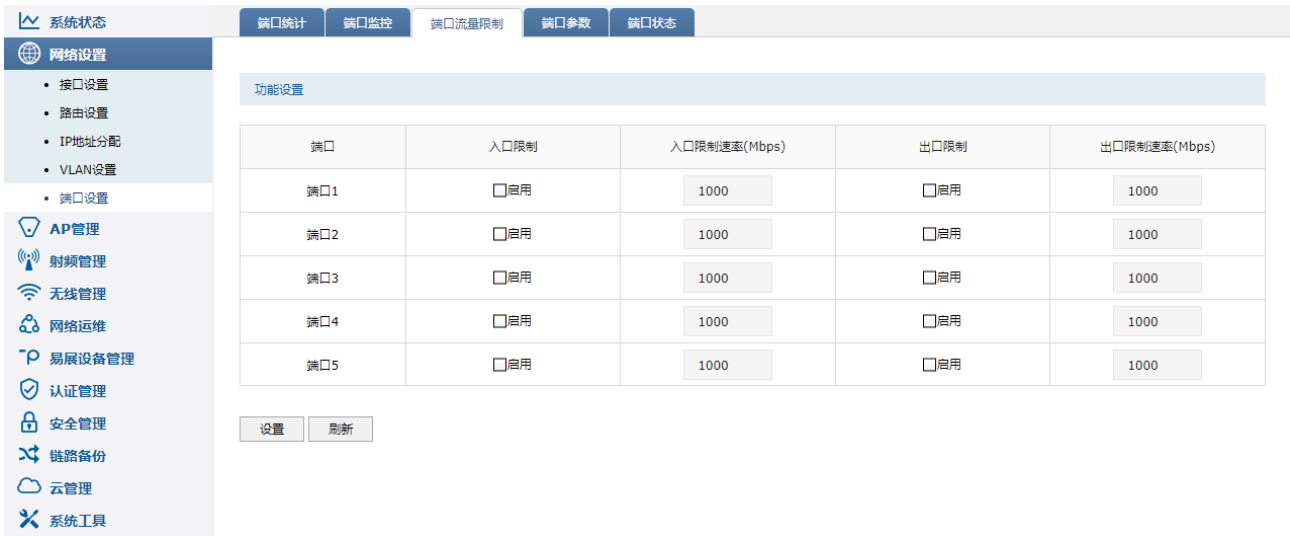 系统状态
网络设置
接口设置
路由设置
IP地址分配
VLAN设置
端口设置
AP管理
射频管理
无线管理
网络运维
易展设备管理
认证管理
安全管理
链路备份
云管理
系统工具
端口统计 端口监控 端口流量限制 端口参数 端口状态
功能设置
端口 入口限制 入口限制速率(Mbps) 出口限制 出口限制速率(Mbps)
端口1 启用 1000 启用 1000
端口2 启用 1000 启用 1000
端口3 启用 1000 启用 1000
端口4 启用 1000 启用 1000
端口5 启用 1000 启用 1000
设置 刷新